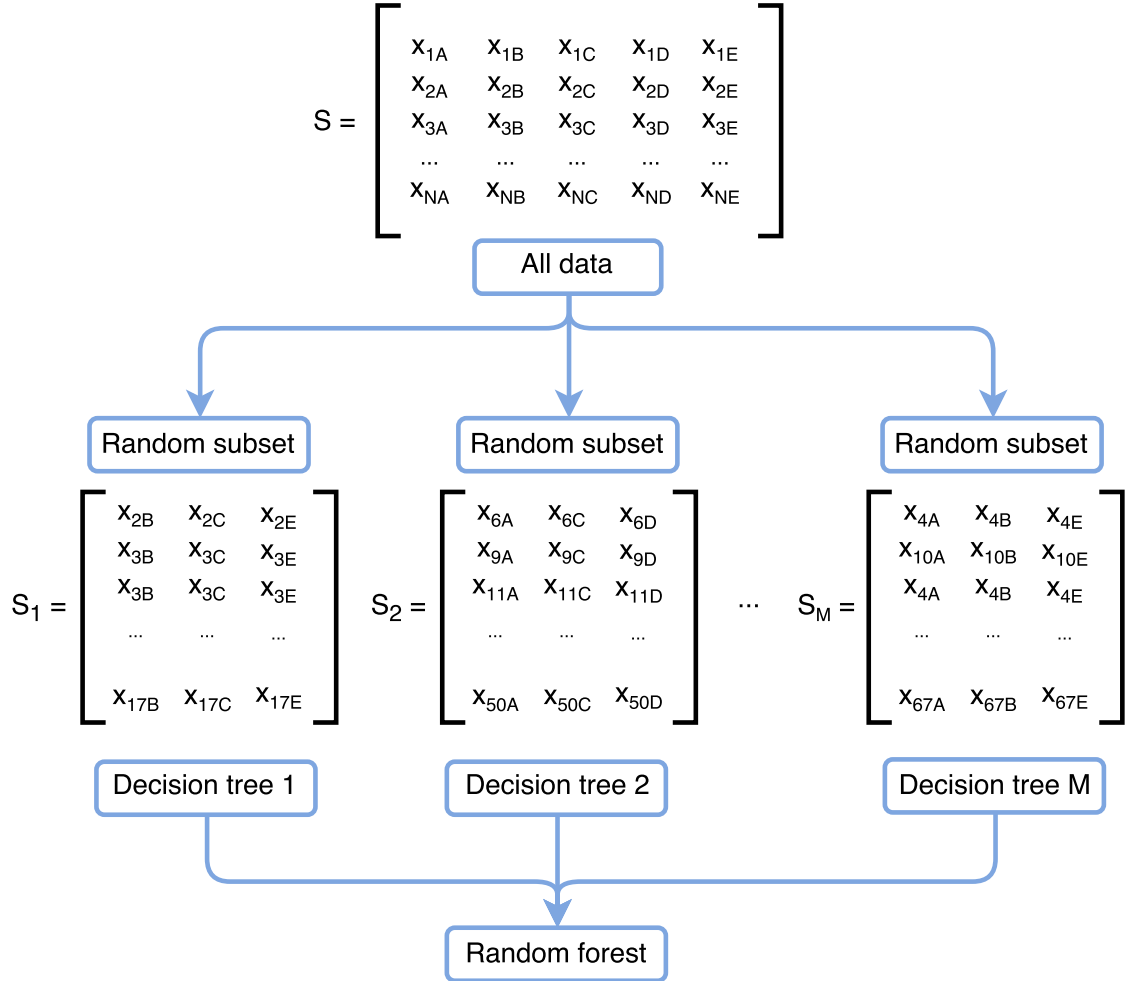 x1A x1B x1C x1D x1E
x2A x2B x2C x2D x2E
S = x3A x3B x3C x3D x3E
... ... ... ... ...
xNA xNB xNC xND xNE
All data
Random subset Random subset Random subset
x2B x2C x2E
x3B x3C x3E
x3B x3C x3E
S1 =
... ... ...
x17B x17C x17E
x6A x6C x6D
x9A x9C x9D
x11A x11C x11D
S2 =
... ... ...
x50A x50C x50D
...
x4A x4B x4E
x10A x10B x10E
x4A x4B x4E
SM =
... ... ...
x67A x67B x67E
Decision tree 1 Decision tree 2 Decision tree M
Random forest